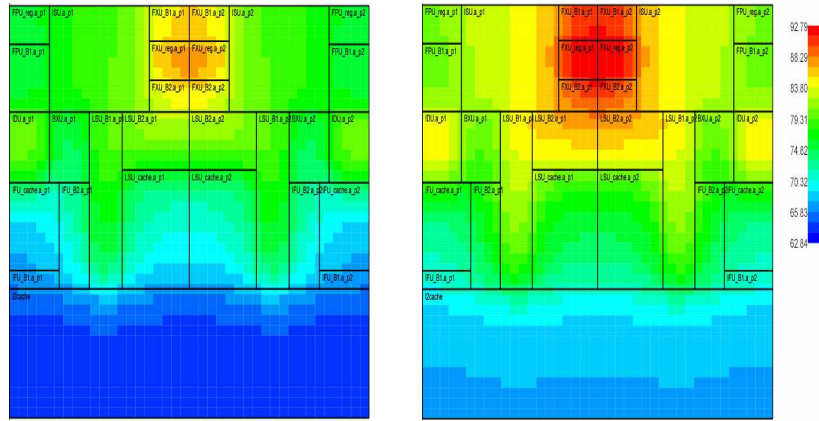 FPU_reg.a_p1 ISU.a_p1 FXU_B1.a_p1 FXU_B1.a_p2 ISU.a_p2 FPU_reg.a_p2
FPU_B1.a_p1 FXU_reg.a_p1 FXU_reg.a_p2 FPU_B1.a_p2
FXU_B2.a_p1 FXU_B2.a_p2
IDU.a_p1 BXU.a_p1 LSU_B1.a_p1 LSU_B2.a_p1 LSU_B2.a_p2 LSU_B1.a_p2 BXU.a_p2 IDU.a_p2
LSU_cache.a_p1 LSU_cache.a_p2
IFU_cache.a_p1 IFU_B2.a_p1 IFU_B2.a_p2 IFU_cache.a_p2
IFU_B1.a_p1 IFU_B1.a_p2
l2cache
FPU_reg.a_p1 ISU.a_p1 FXU_B1.a_p1 FXU_B1.a_p2 ISU.a_p2 FPU_reg.a_p2
FPU_B1.a_p1 FXU_reg.a_p1 FXU_reg.a_p2 FPU_B1.a_p2
FXU_B2.a_p1 FXU_B2.a_p2
IDU.a_p1 BXU.a_p1 LSU_B1.a_p1 LSU_B2.a_p1 LSU_B2.a_p2 LSU_B1.a_p2 BXU.a_p2 IDU.a_p2
LSU_cache.a_p1 LSU_cache.a_p2
IFU_cache.a_p1 IFU_B2.a_p1 IFU_B2.a_p2 IFU_cache.a_p2
IFU_B1.a_p1 IFU_B1.a_p2
l2cache
92.79
88.29
83.80
79.31
74.82
70.32
65.83
62.84